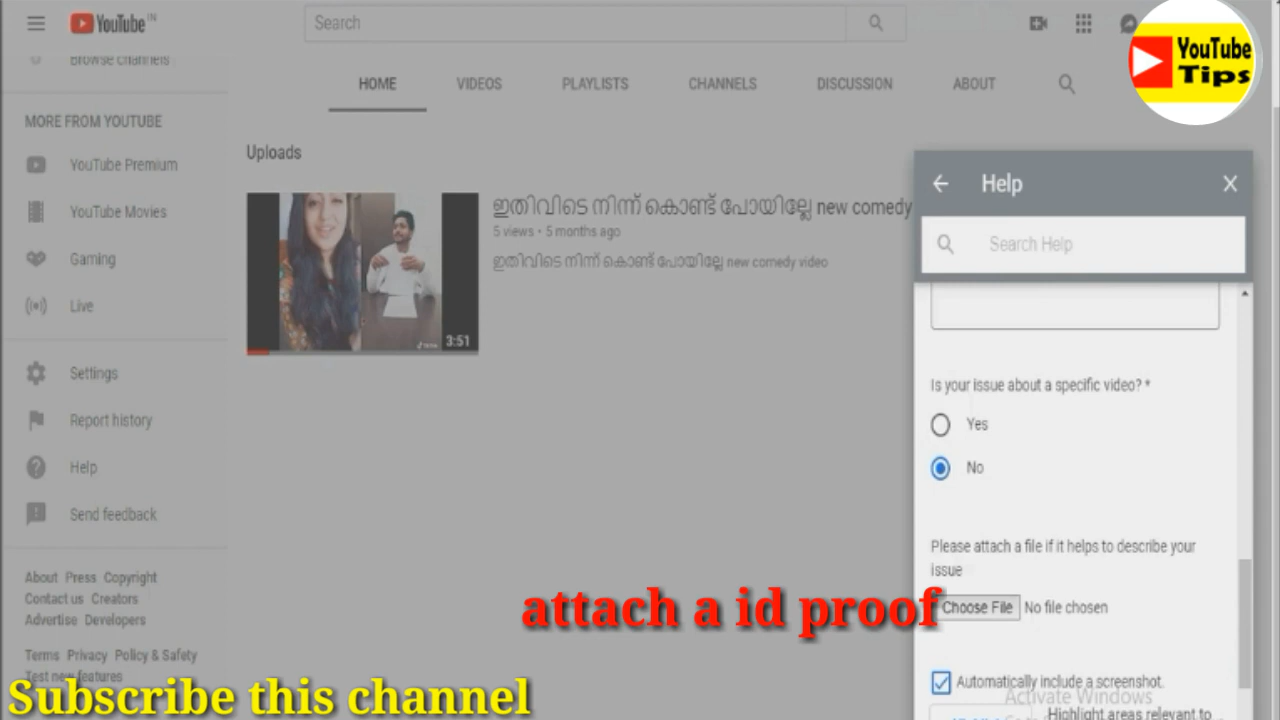 YouTube IN
Search
YouTube
Tips
Browse channels
HOME VIDEOS PLAYLISTS CHANNELS DISCUSSION ABOUT
MORE FROM YOUTUBE
YouTube Premium
YouTube Movies
Gaming
Live
Settings
Report history
Help
Send feedback
About Press Copyright
Contact us Creators
Advertise Developers
Terms Privacy Policy & Safety
Test new features
Uploads
3:51
ഇതിവിടെ നിന്ന് കൊണ്ട് പോയില്ലേ new comedy
5 views • 5 months ago
ഇതിവിടെ നിന്ന് കൊണ്ട് പോയില്ലേ new comedy video
Help
Search Help
Is your issue about a specific video? *
Yes
No
Please attach a file if it helps to describe your
issue
Choose File No file chosen
Automatically include a screenshot.
Activate Windows
Highlight areas relevant to
attach a id proof
Subscribe this channel